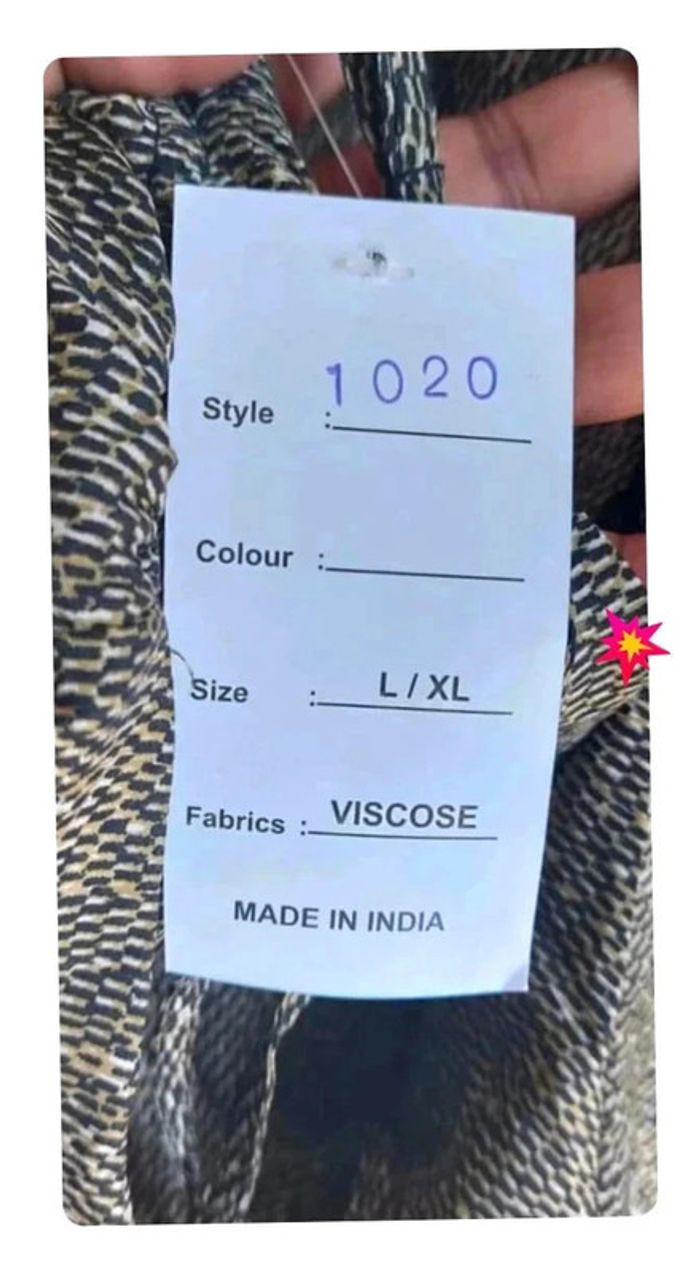 Style : 1020
Colour :
Size : L / XL
Fabrics : VISCOSE
MADE IN INDIA